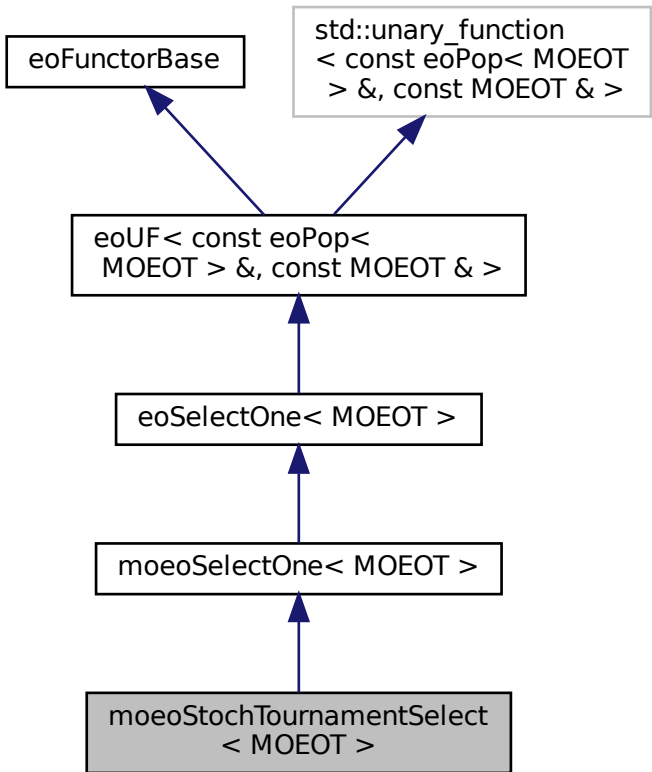 eoFunctorBase
std::unary_function
< const eoPop< MOEOT
> &, const MOEOT & >
eoUF< const eoPop<
MOEOT > &, const MOEOT & >
eoSelectOne< MOEOT >
moeoSelectOne< MOEOT >
moeoStochTournamentSelect
< MOEOT >